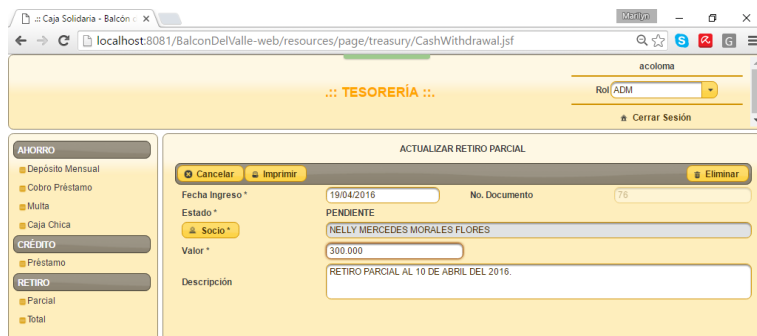 .:: Caja Solidaria - Balcón d
Marilyn
localhost:8081/BalconDelValle-web/resources/page/treasury/CashWithdrawal.jsf
.:: TESORERÍA ::.
acoloma
Rol ADM
Cerrar Sesión
AHORRO
Depósito Mensual
Cobro Préstamo
Multa
Caja Chica
CRÉDITO
Préstamo
RETIRO
Parcial
Total
ACTUALIZAR RETIRO PARCIAL
Cancelar Imprimir Eliminar
Fecha Ingreso * 19/04/2016 No. Documento 76
Estado * PENDIENTE
Socio * NELLY MERCEDES MORALES FLORES
Valor * 300.000
Descripción RETIRO PARCIAL AL 10 DE ABRIL DEL 2016.